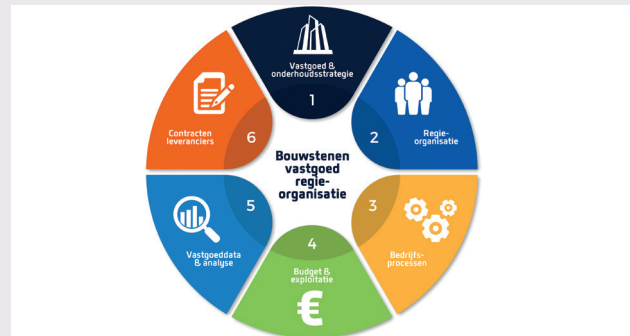 Vastgoed &
onderhoudsstrategie
1
Regie-
organisatie
2
Bedrijfs-
processen
3
Budget &
exploitatie
€
4
Vastgoeddata
& analyse
5
Contracten
leveranciers
6
Bouwstenen
vastgoed
regie-
organisatie